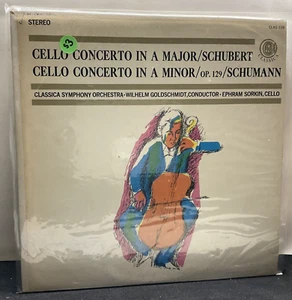 STEREO
CELLO CONCERTO IN A MAJOR/SCHUBERT
CELLO CONCERTO IN A MINOR/OP. 129/SCHUMANN
CLASSICA SYMPHONY ORCHESTRA-WILHELM GOLDSCHMIDT, CONDUCTOR-EPHRAM SORKIN, CELLO